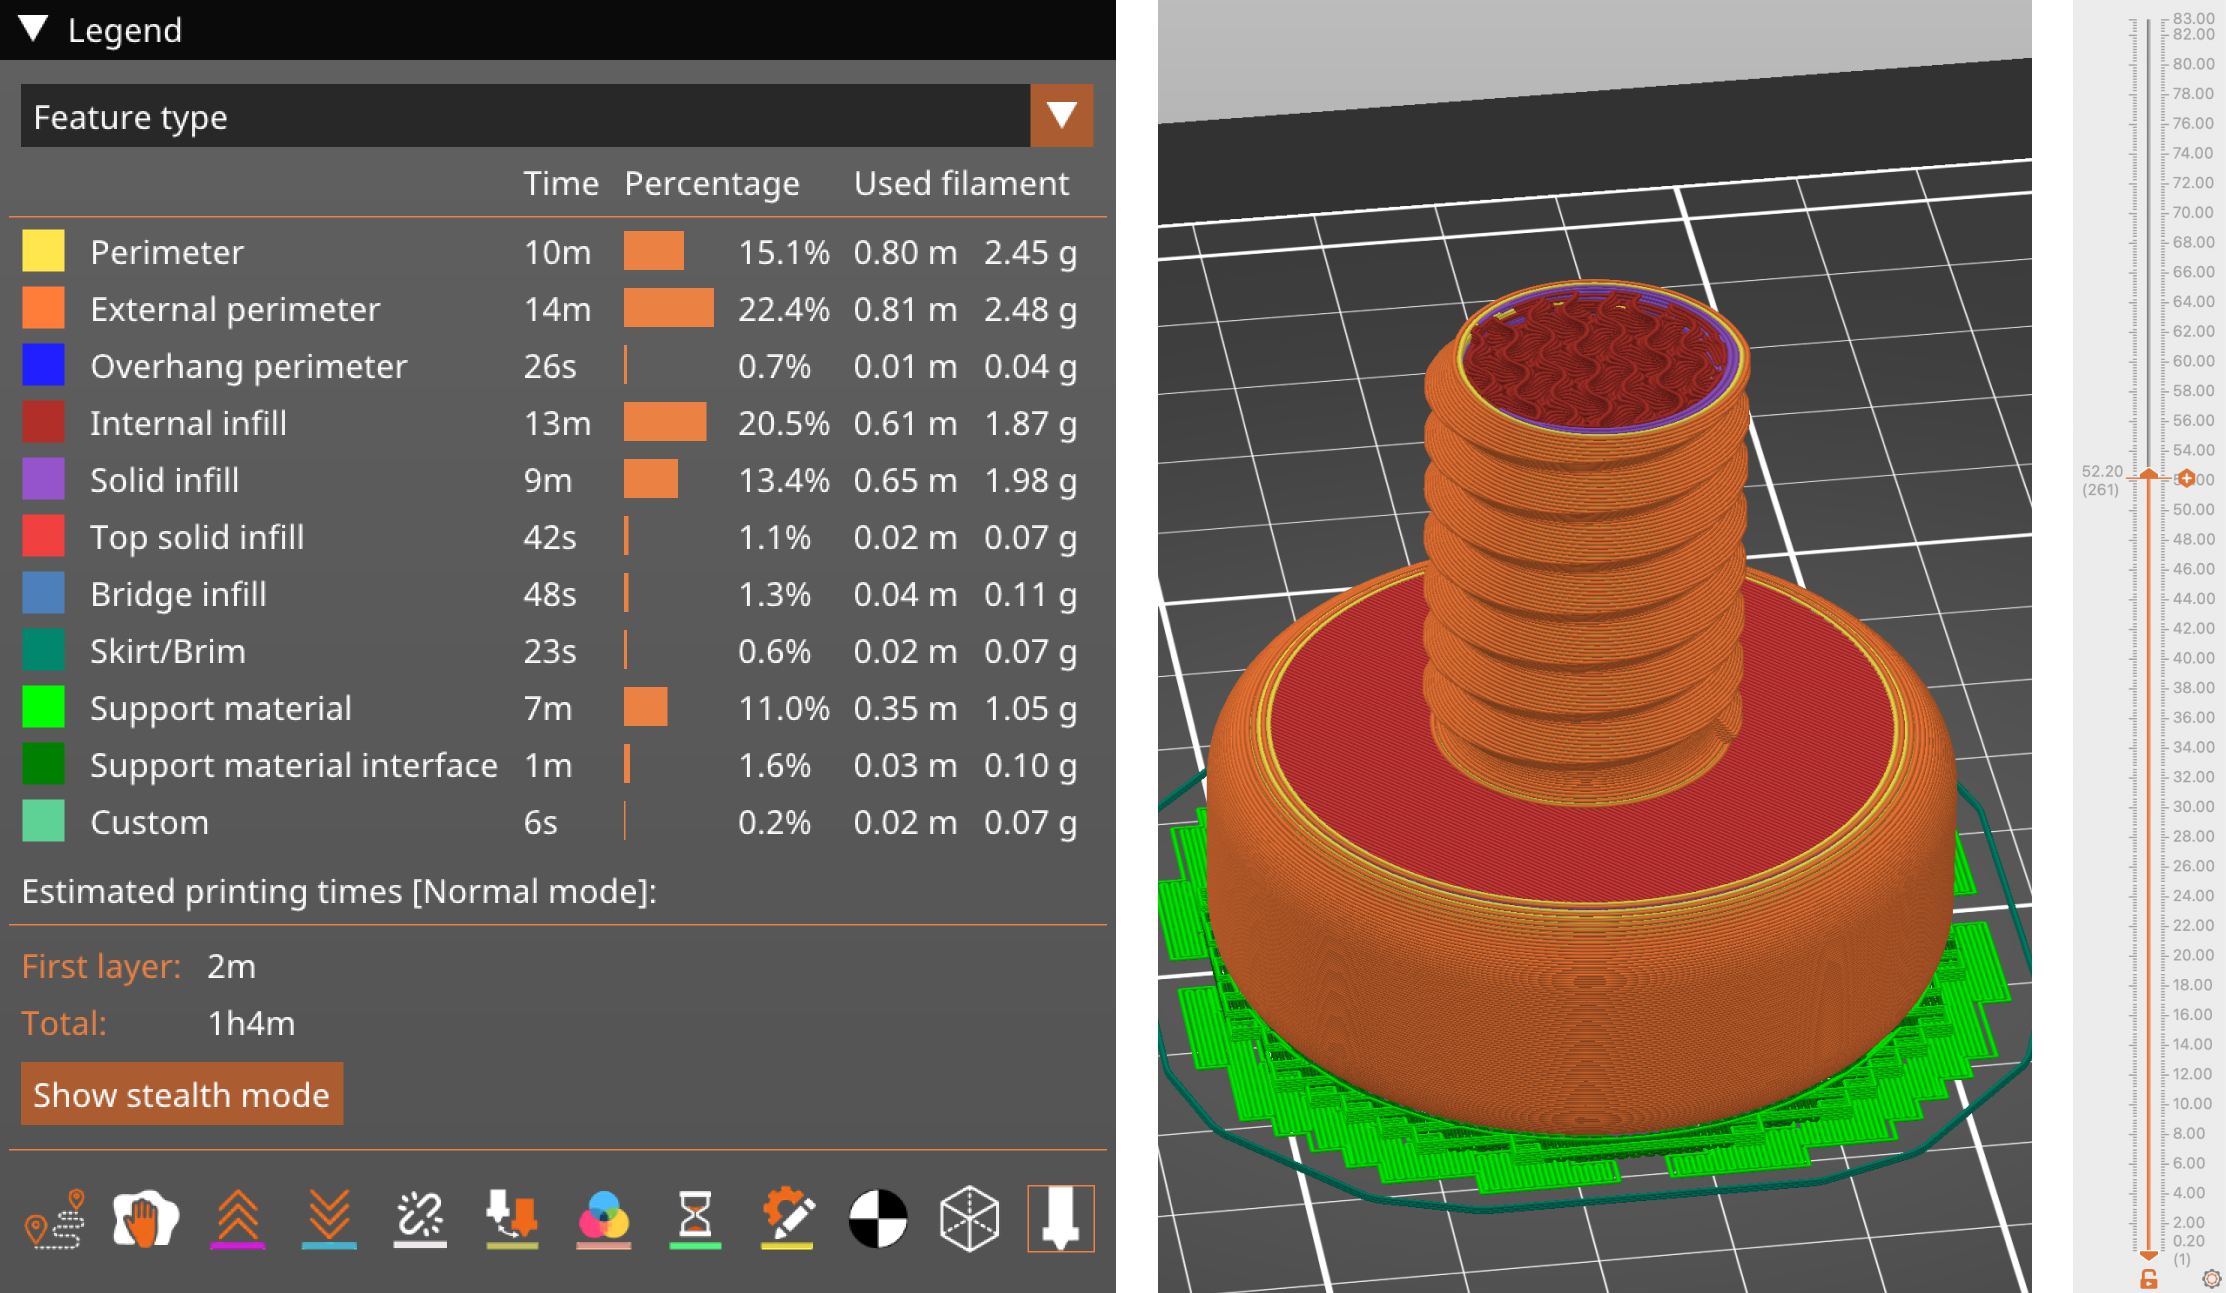 Legend
Feature type
Time Percentage Used filament
Perimeter 10m 15.1% 0.80 m 2.45 g
External perimeter 14m 22.4% 0.81 m 2.48 g
Overhang perimeter 26s 0.7% 0.01 m 0.04 g
Internal infill 13m 20.5% 0.61 m 1.87 g
Solid infill 9m 13.4% 0.65 m 1.98 g
Top solid infill 42s 1.1% 0.02 m 0.07 g
Bridge infill 48s 1.3% 0.04 m 0.11 g
Skirt/Brim 23s 0.6% 0.02 m 0.07 g
Support material 7m 11.0% 0.35 m 1.05 g
Support material interface 1m 1.6% 0.03 m 0.10 g
Custom 6s 0.2% 0.02 m 0.07 g
Estimated printing times [Normal mode]:
First layer: 2m
Total: 1h4m
Show stealth mode
83.00
82.00
80.00
78.00
76.00
74.00
72.00
70.00
68.00
66.00
64.00
62.00
60.00
58.00
56.00
54.00
52.20
(261)
50.00
48.00
46.00
44.00
42.00
40.00
38.00
36.00
34.00
32.00
30.00
28.00
26.00
24.00
22.00
20.00
18.00
16.00
14.00
12.00
10.00
8.00
6.00
4.00
2.00
0.20
(1)